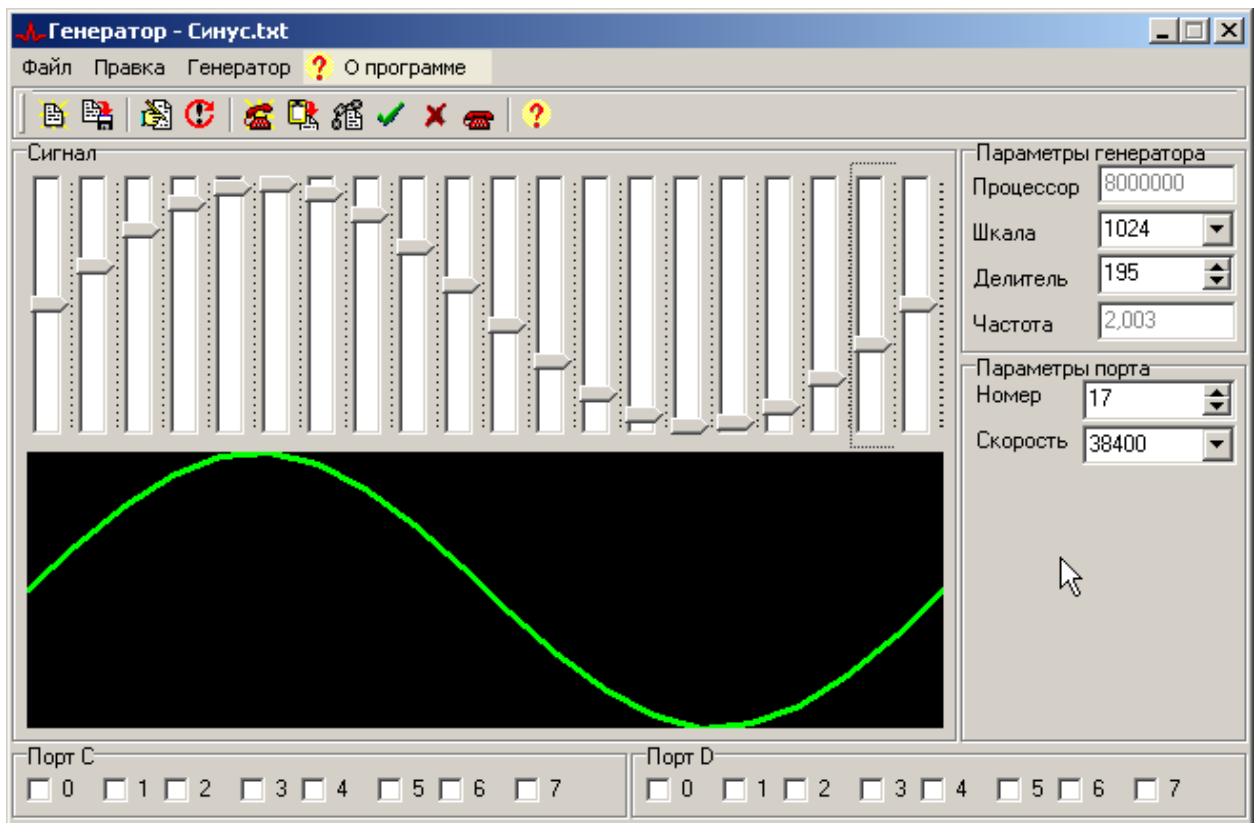 Генератор - Синус.txt
Файл Правка Генератор ? О программе
Сигнал
Параметры генератора
Процессор 8000000
Шкала 1024
Делитель 195
Частота 2,003
Параметры порта
Номер 17
Скорость 38400
Порт C
0 1 2 3 4 5 6 7
Порт D
0 1 2 3 4 5 6 7